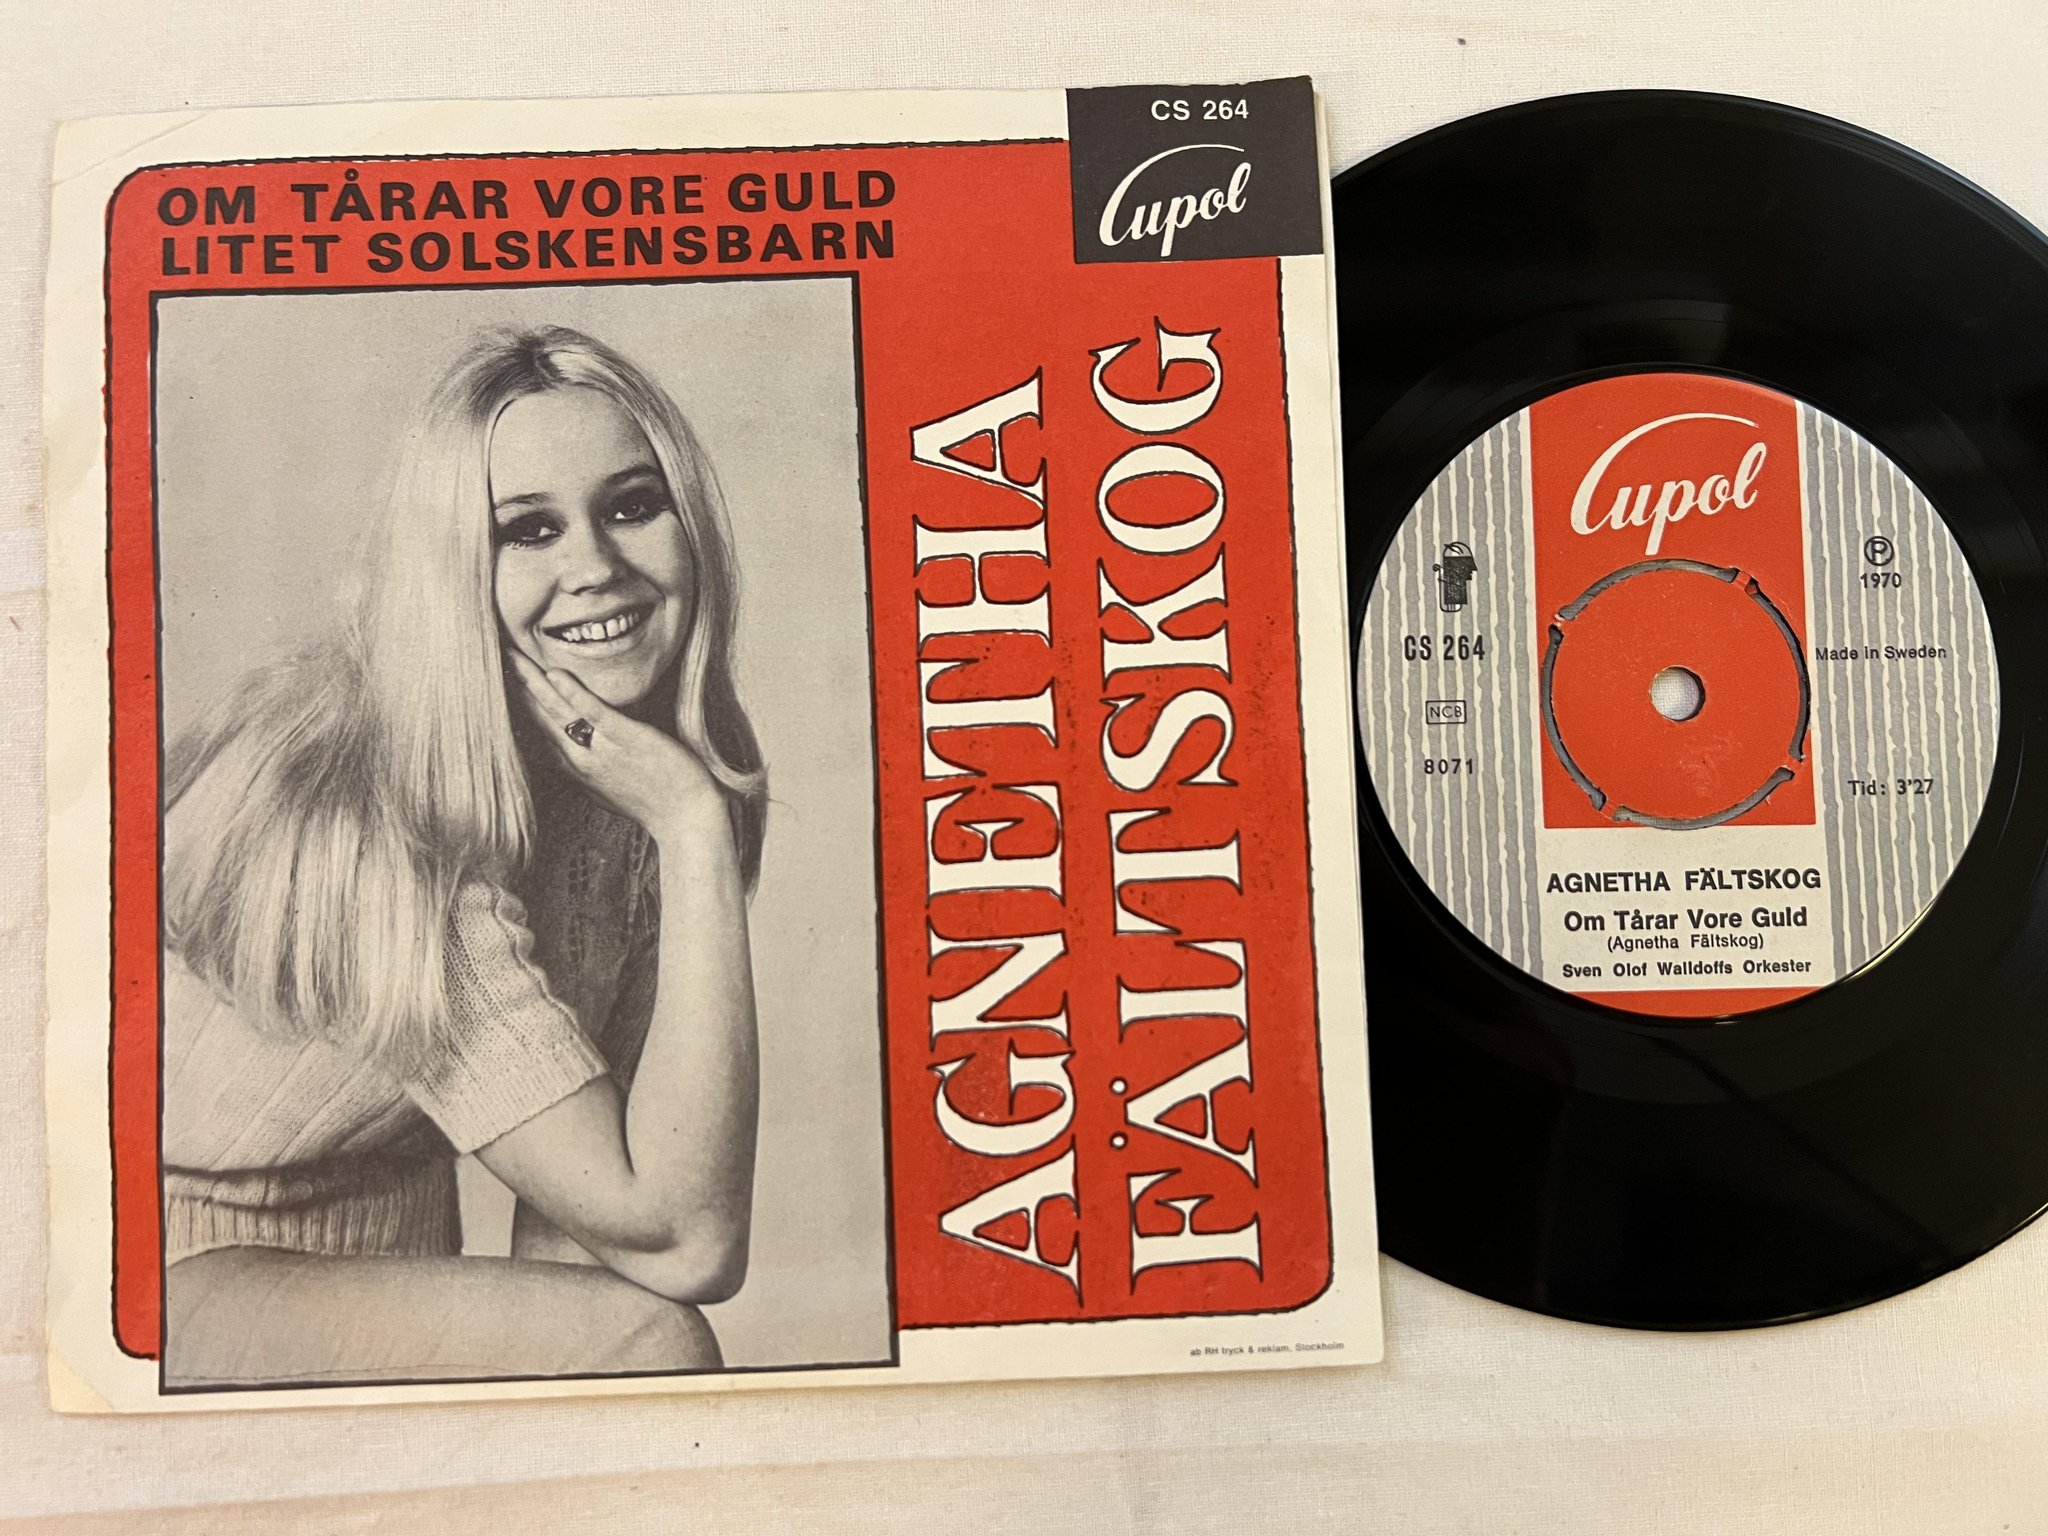 OM TÅRAR VORE GULD
LITET SOLSKENSBARN
CS 264
Cupol
AGNETHA
FÄLTSKOG
ab RH tryck & reklam, Stockholm
Cupol
P
1970
CS 264
Made in Sweden
NCB
8071
Tid: 3'27
AGNETHA FÄLTSKOG
Om Tårar Vore Guld
(Agnetha Fältskog)
Sven Olof Walldoffs Orkester